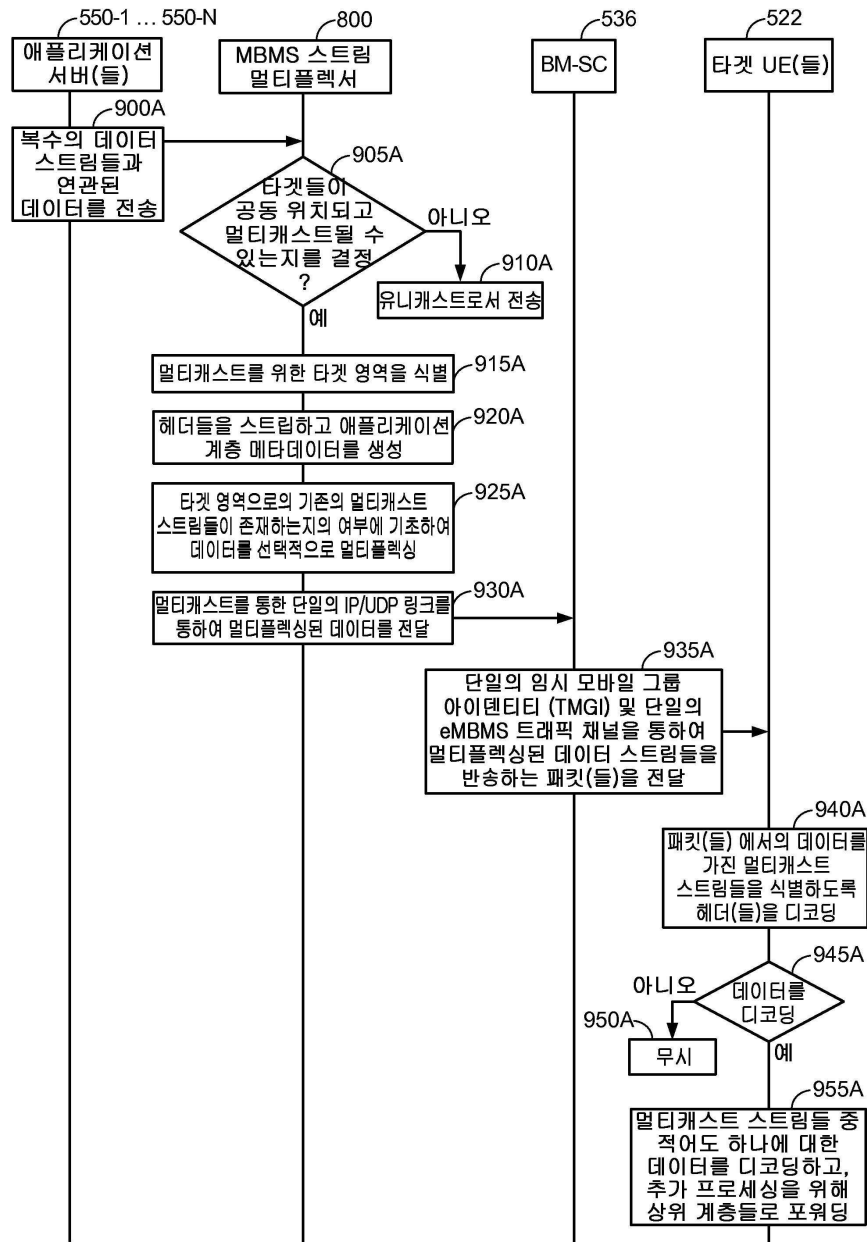 550-1 ... 550-N
800
536
522
애플리케이션
서버(들)
MBMS 스트림
멀티플렉서
BM-SC
타겟 UE(들)
900A
복수의 데이터
스트림들과
연관된
데이터를 전송
905A
타겟들이
공동 위치되고
멀티캐스트될 수
있는지를 결정
?
아니오
910A
유니캐스트로서 전송
예
멀티캐스트를 위한 타겟 영역을 식별
915A
헤더들을 스트립하고 애플리케이션
계층 메타데이터를 생성
920A
타겟 영역으로의 기존의 멀티캐스트
스트림들이 존재하는지의 여부에 기초하여
데이터를 선택적으로 멀티플렉싱
925A
멀티캐스트를 통한 단일의 IP/UDP 링크를
통하여 멀티플렉싱된 데이터를 전달
930A
935A
단일의 임시 모바일 그룹
아이덴티티 (TMGI) 및 단일의
eMBMS 트래픽 채널을 통하여
멀티플렉싱된 데이터 스트림들을
반송하는 패킷(들)을 전달
940A
패킷(들) 에서의 데이터를
가진 멀티캐스트
스트림들을 식별하도록
헤더(들)을 디코딩
945A
데이터를
디코딩
아니오
950A
무시
예
955A
멀티캐스트 스트림들 중
적어도 하나에 대한
데이터를 디코딩하고,
추가 프로세싱을 위해
상위 계층들로 포워딩